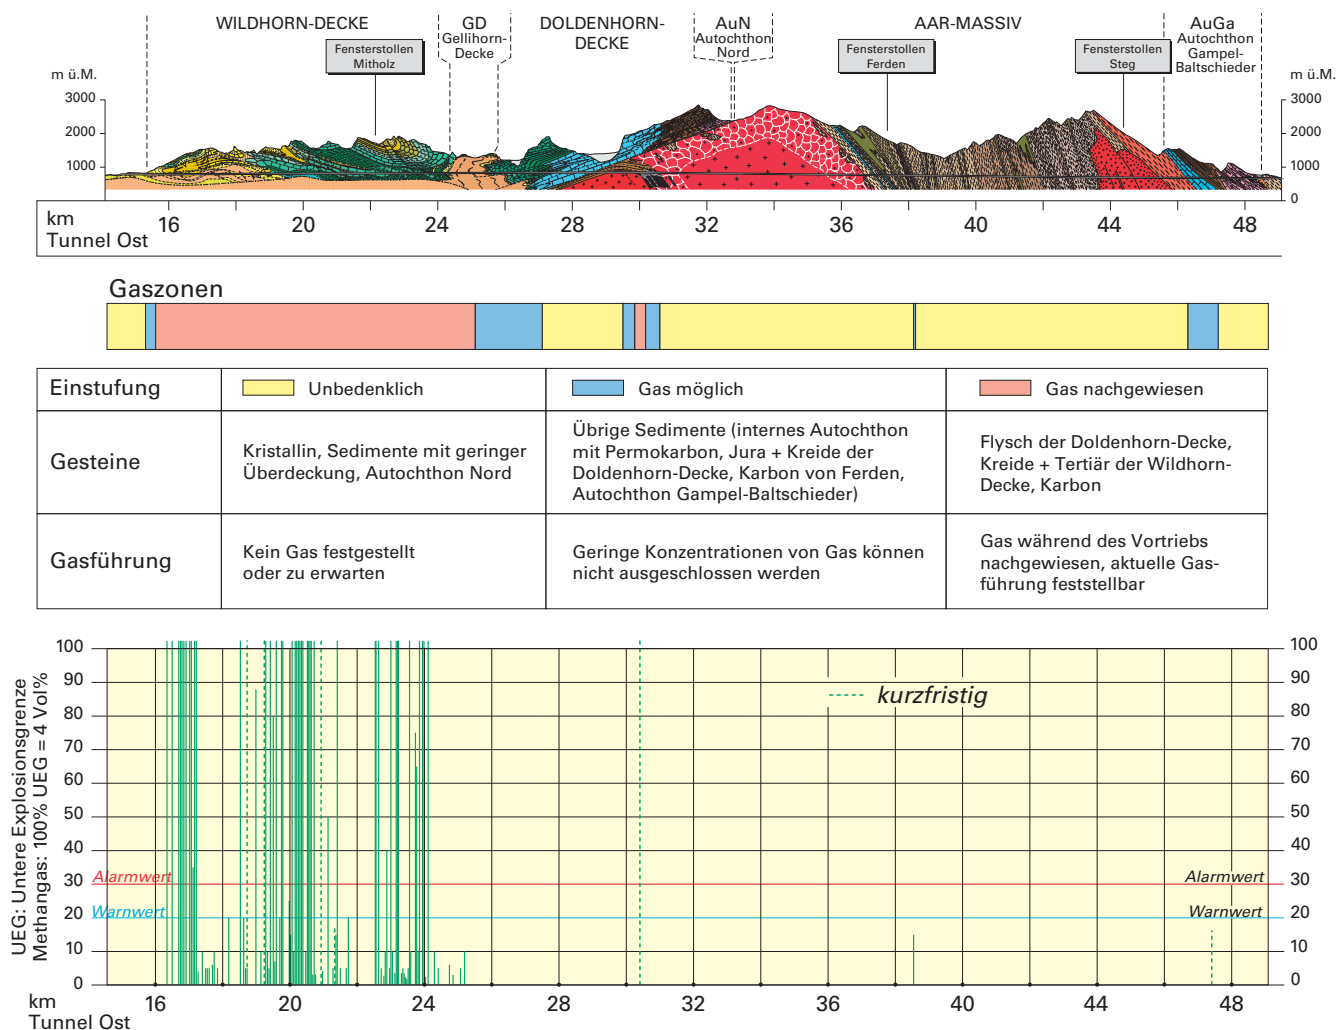 WILDHORN-DECKE
GD
Gellihorn-
Decke
DOLDENHORN-
DECKE
AuN
Autochthon
Nord
AAR-MASSIV
AuGa
Autochthon
Gampel-
Baltschieder
Fensterstollen
Mitholz
Fensterstollen
Ferden
Fensterstollen
Steg
m ü.M.
m ü.M.
3000
2000
1000
3000
2000
1000
0
km
Tunnel Ost
16 20 24 28 32 36 40 44 48
Gaszonen
Einstufung
Unbedenklich
Gas möglich
Gas nachgewiesen
Gesteine
Kristallin, Sedimente mit geringer
Überdeckung, Autochthon Nord
Übrige Sedimente (internes Autochthon
mit Permokarbon, Jura + Kreide der
Doldenhorn-Decke, Karbon von Ferden,
Autochthon Gampel-Baltschieder)
Flysch der Doldenhorn-Decke,
Kreide + Tertiär der Wildhorn-
Decke, Karbon
Gasführung
Kein Gas festgestellt
oder zu erwarten
Geringe Konzentrationen von Gas können
nicht ausgeschlossen werden
Gas während des Vortriebs
nachgewiesen, aktuelle Gas-
führung feststellbar
UEG: Untere Explosionsgrenze
Methangas: 100% UEG = 4 Vol%
100
90
80
70
60
50
40
30
20
10
0
Alarmwert
Warnwert
kurzfristig
Alarmwert
Warnwert
100
90
80
70
60
50
40
30
20
10
0
km
Tunnel Ost
16 20 24 28 32 36 40 44 48